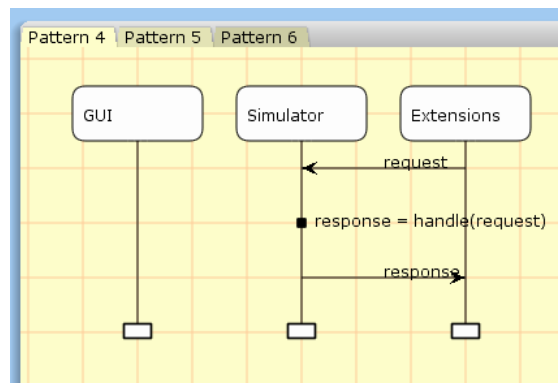 Pattern 4 Pattern 5 Pattern 6
GUI Simulator Extensions
request
response = handle(request)
response